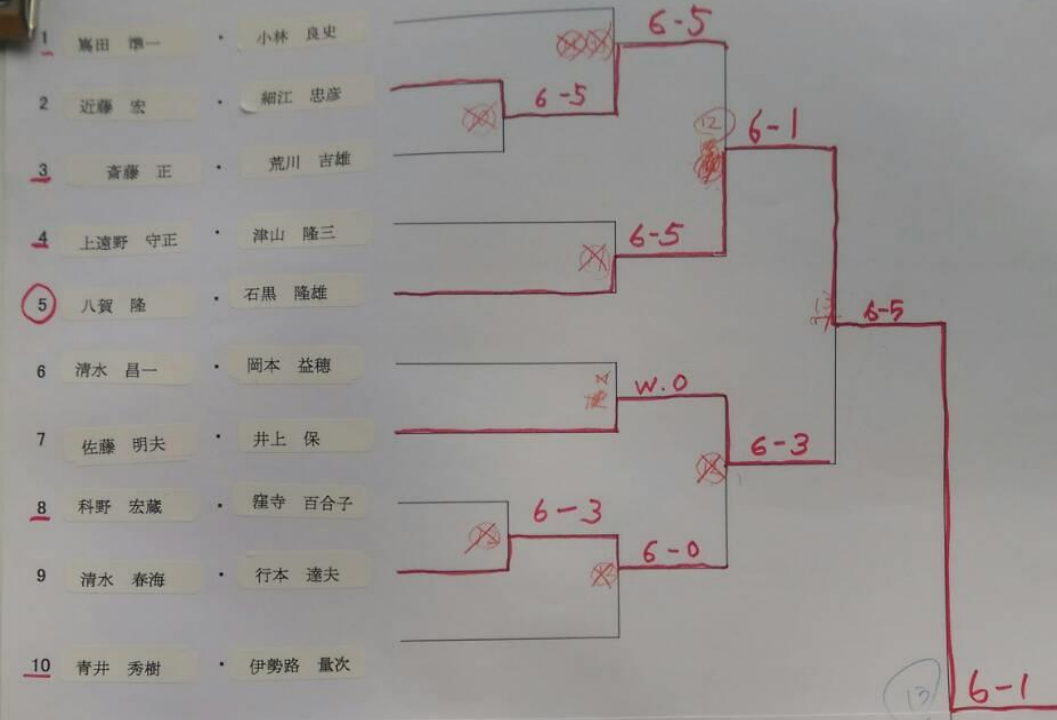 1 嶌田 準一 ・ 小林 良史
6-5
2 近藤 宏 ・ 細江 忠彦
6-5
12
6-1
3 斎藤 正 ・ 荒川 吉雄
4 上遠野 守正 ・ 津山 隆三
6-5
5 八賀 隆 ・ 石黒 隆雄
13
6-5
6 清水 昌一 ・ 岡本 益穂
W.O
7 佐藤 明夫 ・ 井上 保
6-3
8 科野 宏蔵 ・ 窪寺 百合子
6-3
6-0
9 清水 春海 ・ 行本 達夫
10 青井 秀樹 ・ 伊勢路 量次
13
6-1